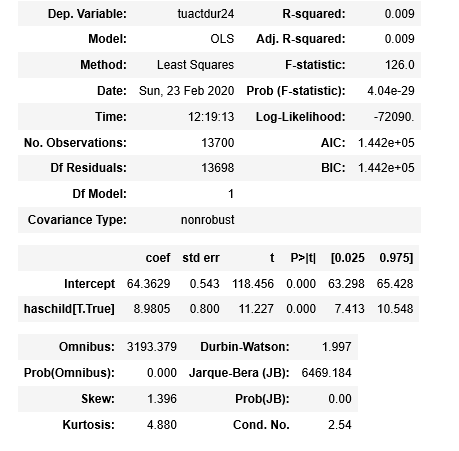 Dep. Variable: tuactdur24 R-squared: 0.009
Model: OLS Adj. R-squared: 0.009
Method: Least Squares F-statistic: 126.0
Date: Sun, 23 Feb 2020 Prob (F-statistic): 4.04e-29
Time: 12:19:13 Log-Likelihood: -72090.
No. Observations: 13700 AIC: 1.442e+05
Df Residuals: 13698 BIC: 1.442e+05
Df Model: 1
Covariance Type: nonrobust
coef std err t P>|t| [0.025 0.975]
Intercept 64.3629 0.543 118.456 0.000 63.298 65.428
haschild[T.True] 8.9805 0.800 11.227 0.000 7.413 10.548
Omnibus: 3193.379 Durbin-Watson: 1.997
Prob(Omnibus): 0.000 Jarque-Bera (JB): 6469.184
Skew: 1.396 Prob(JB): 0.00
Kurtosis: 4.880 Cond. No. 2.54